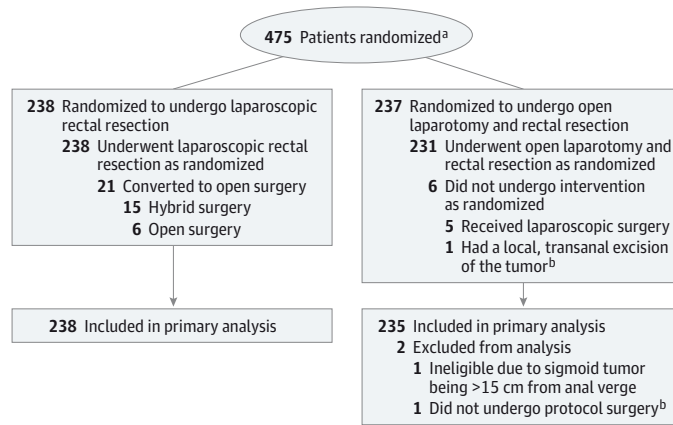 475 Patients randomizedᵃ
238 Randomized to undergo laparoscopic
rectal resection
238 Underwent laparoscopic rectal
resection as randomized
21 Converted to open surgery
15 Hybrid surgery
6 Open surgery
237 Randomized to undergo open
laparotomy and rectal resection
231 Underwent open laparotomy and
rectal resection as randomized
6 Did not undergo intervention
as randomized
5 Received laparoscopic surgery
1 Had a local, transanal excision
of the tumorᵇ
238 Included in primary analysis
235 Included in primary analysis
2 Excluded from analysis
1 Ineligible due to sigmoid tumor
being >15 cm from anal verge
1 Did not undergo protocol surgeryᵇ